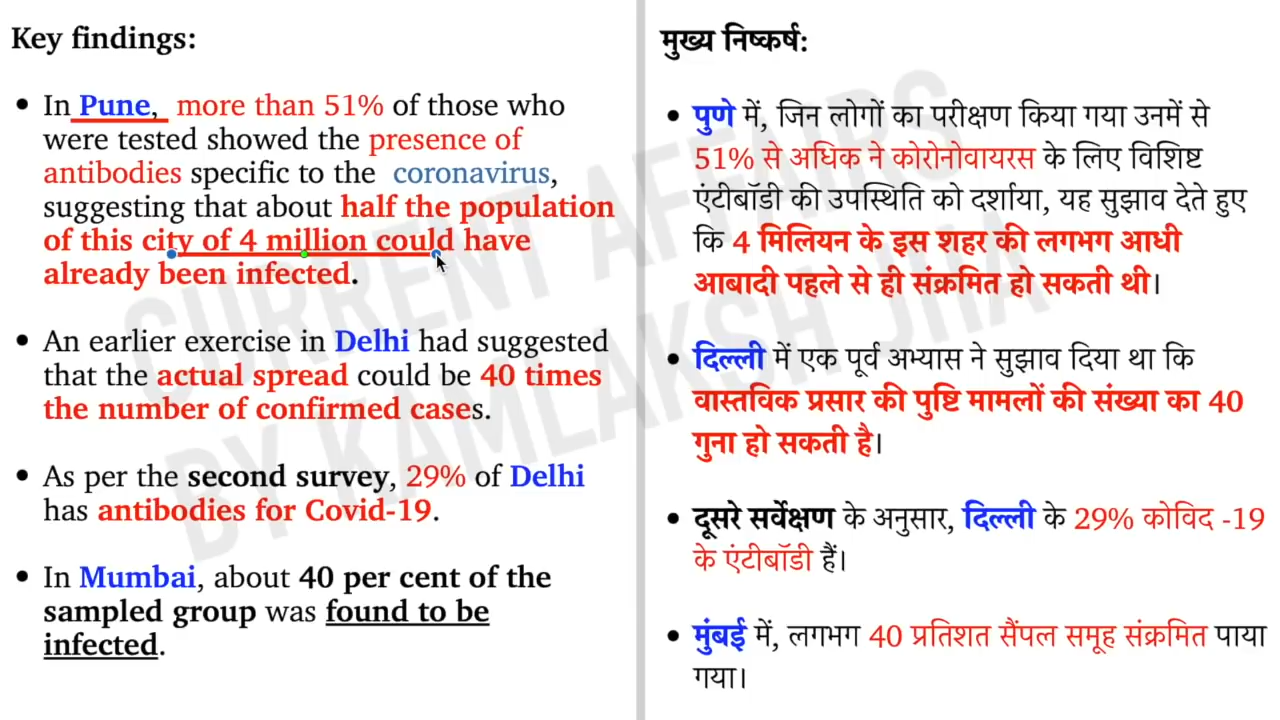 Key findings:
• In Pune, more than 51% of those who
were tested showed the presence of
antibodies specific to the coronavirus,
suggesting that about half the population
of this city of 4 million could have
already been infected.
• An earlier exercise in Delhi had suggested
that the actual spread could be 40 times
the number of confirmed cases.
• As per the second survey, 29% of Delhi
has antibodies for Covid-19.
• In Mumbai, about 40 per cent of the
sampled group was found to be
infected.
मुख्य निष्कर्ष:
• पुणे में, जिन लोगों का परीक्षण किया गया उनमें से
51% से अधिक ने कोरोनोवायरस के लिए विशिष्ट
एंटीबॉडी की उपस्थिति को दर्शाया, यह सुझाव देते हुए
कि 4 मिलियन के इस शहर की लगभग आधी
आबादी पहले से ही संक्रमित हो सकती थी।
• दिल्ली में एक पूर्व अभ्यास ने सुझाव दिया था कि
वास्तविक प्रसार की पुष्टि मामलों की संख्या का 40
गुना हो सकती है।
• दूसरे सर्वेक्षण के अनुसार, दिल्ली के 29% कोविद -19
के एंटीबॉडी हैं।
• मुंबई में, लगभग 40 प्रतिशत सैंपल समूह संक्रमित पाया
गया।
CURRENT AFFAIRS
BY KAMLAKSH JHA